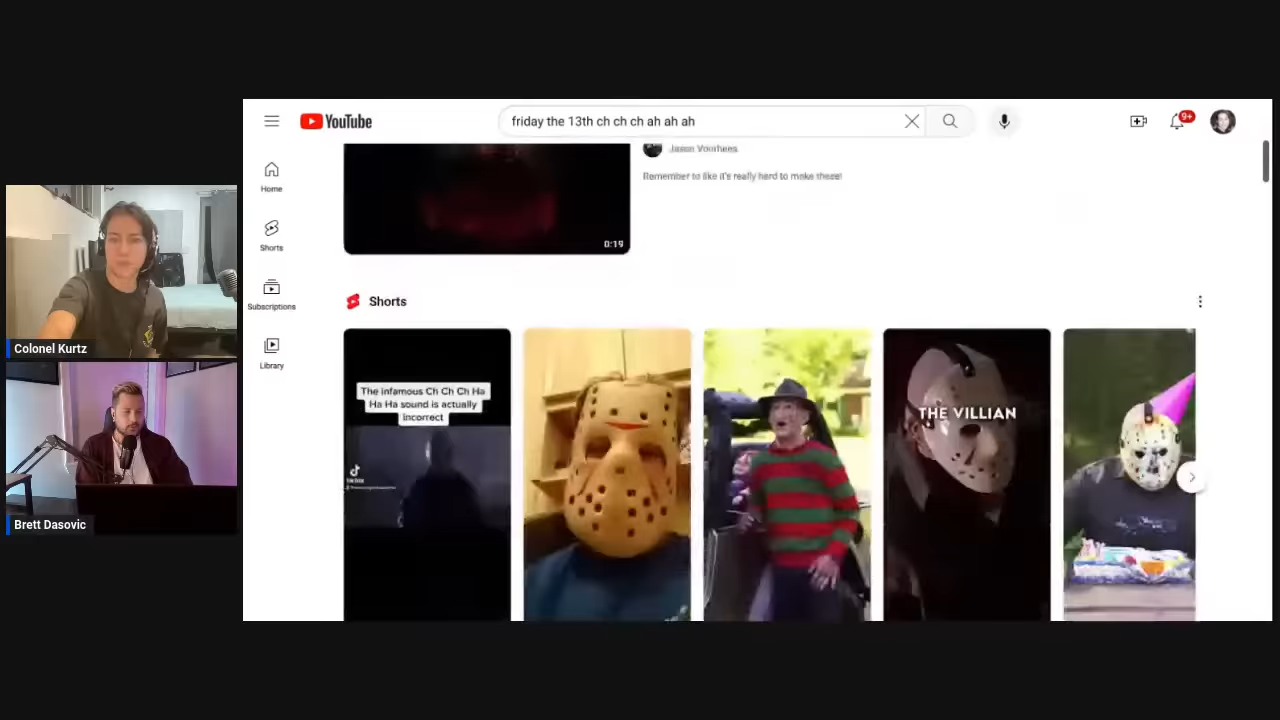 YouTube
friday the 13th ch ch ch ah ah ah
9+
Home
Shorts
Subscriptions
Library
Jason Voorhees
Remember to like it's really hard to make these!
0:19
Shorts
The infamous Ch Ch Ch Ha
Ha Ha sound is actually
incorrect
THE VILLIAN
Colonel Kurtz
Brett Dasovic